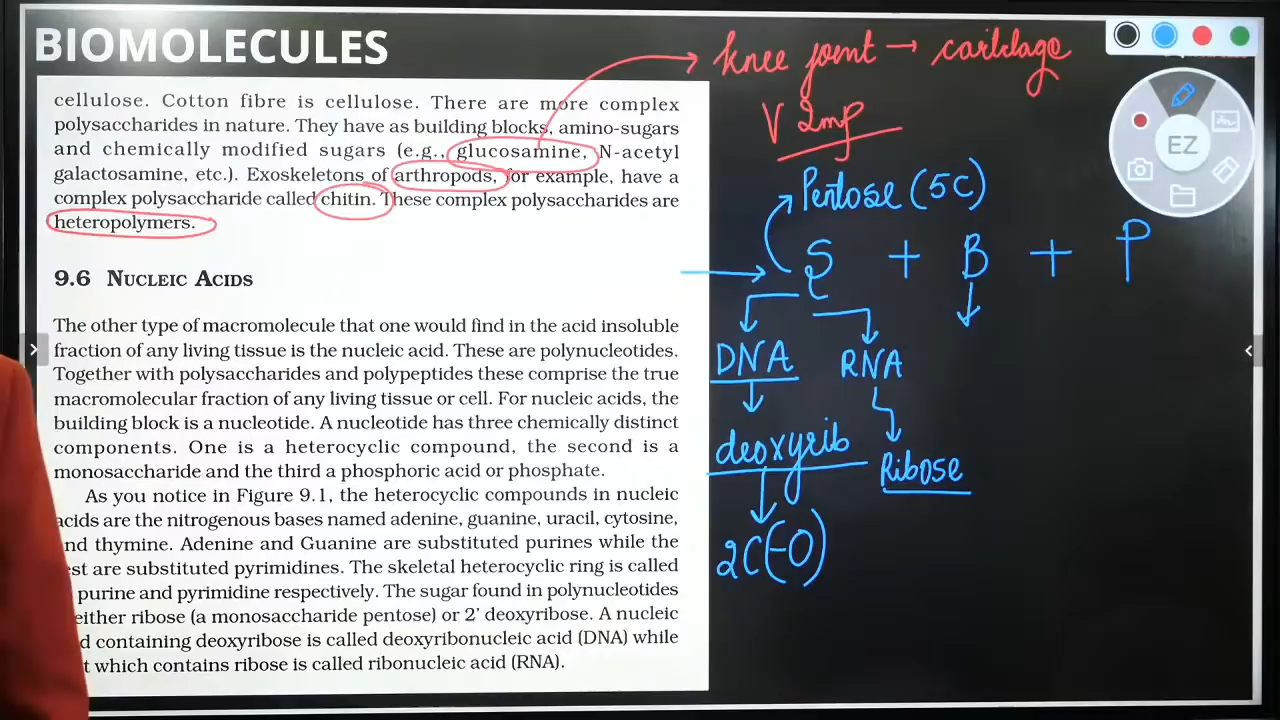 BIOMOLECULES
cellulose. Cotton fibre is cellulose. There are more complex
polysaccharides in nature. They have as building blocks, amino-sugars
and chemically modified sugars (e.g., glucosamine, N-acetyl
galactosamine, etc.). Exoskeletons of arthropods, for example, have a
complex polysaccharide called chitin. These complex polysaccharides are
heteropolymers.
9.6 NUCLEIC ACIDS
The other type of macromolecule that one would find in the acid insoluble
fraction of any living tissue is the nucleic acid. These are polynucleotides.
Together with polysaccharides and polypeptides these comprise the true
macromolecular fraction of any living tissue or cell. For nucleic acids, the
building block is a nucleotide. A nucleotide has three chemically distinct
components. One is a heterocyclic compound, the second is a
monosaccharide and the third a phosphoric acid or phosphate.
As you notice in Figure 9.1, the heterocyclic compounds in nucleic
acids are the nitrogenous bases named adenine, guanine, uracil, cytosine,
nd thymine. Adenine and Guanine are substituted purines while the
st are substituted pyrimidines. The skeletal heterocyclic ring is called
purine and pyrimidine respectively. The sugar found in polynucleotides
either ribose (a monosaccharide pentose) or 2' deoxyribose. A nucleic
d containing deoxyribose is called deoxyribonucleic acid (DNA) while
t which contains ribose is called ribonucleic acid (RNA).
knee joint → cartilage
V Imp
Pentose (5C)
S + B + P
DNA RNA
deoxyrib
Ribose
2C(-O)
EZ